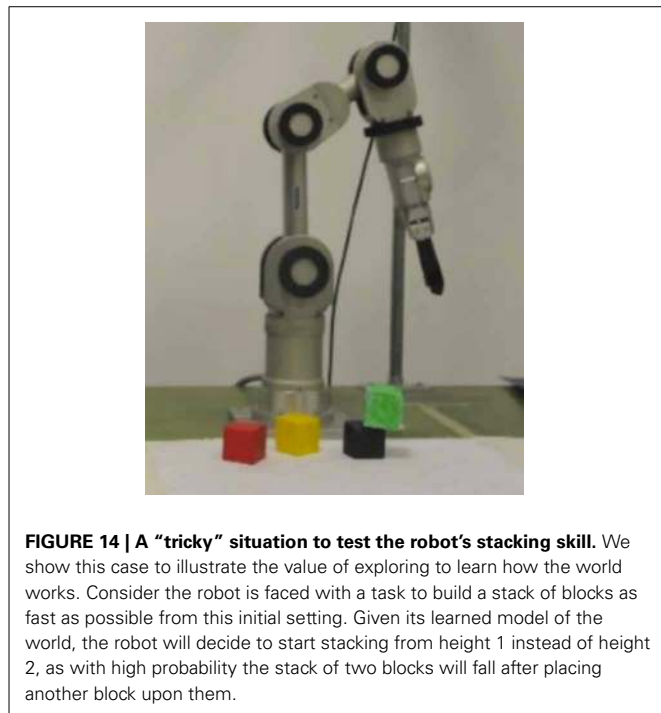 FIGURE 14 | A “tricky” situation to test the robot’s stacking skill. We
show this case to illustrate the value of exploring to learn how the world
works. Consider the robot is faced with a task to build a stack of blocks as
fast as possible from this initial setting. Given its learned model of the
world, the robot will decide to start stacking from height 1 instead of height
2, as with high probability the stack of two blocks will fall after placing
another block upon them.